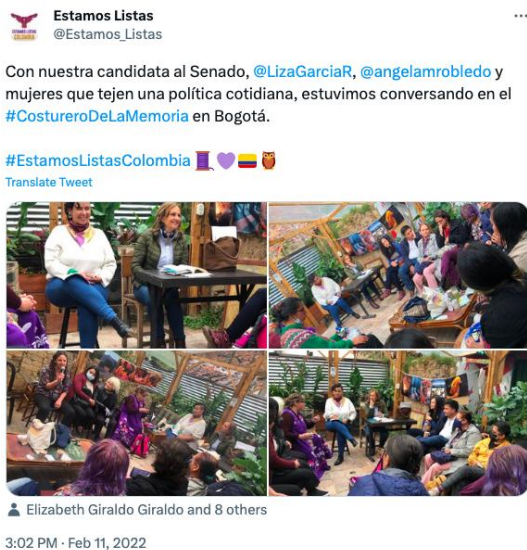 Estamos Listas
@Estamos_Listas
Con nuestra candidata al Senado, @LizaGarciaR, @angelamrobledo y
mujeres que tejen una política cotidiana, estuvimos conversando en el
#CostureroDeLaMemoria en Bogotá.
#EstamosListasColombia 🧵💜🇨🇴🦉
Translate Tweet
Elizabeth Giraldo Giraldo and 8 others
3:02 PM · Feb 11, 2022